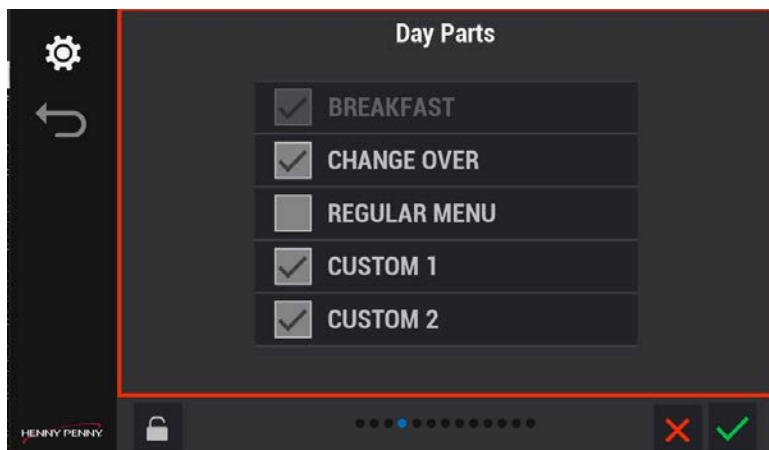 Day Parts
BREAKFAST
CHANGE OVER
REGULAR MENU
CUSTOM 1
CUSTOM 2
HENNY PENNY